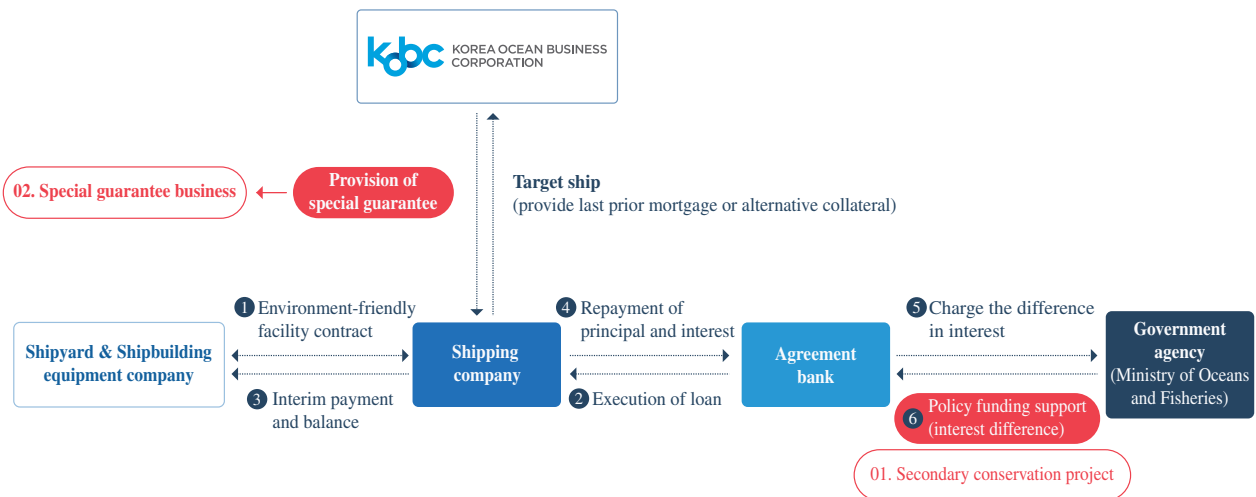 kobc KOREA OCEAN BUSINESS
CORPORATION
02. Special guarantee business
Provision of
special guarantee
Target ship
(provide last prior mortgage or alternative collateral)
1 Environment-friendly
facility contract
4 Repayment of
principal and interest
5 Charge the difference
in interest
Shipyard & Shipbuilding
equipment company
Shipping
company
Agreement
bank
Government
agency
(Ministry of Oceans
and Fisheries)
3 Interim payment
and balance
2 Execution of loan
6 Policy funding support
(interest difference)
01. Secondary conservation project